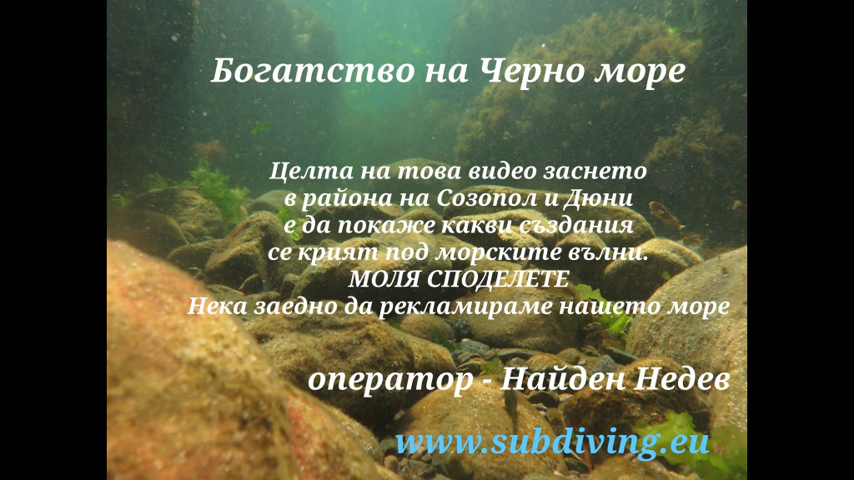 Богатство на Черно море
Целта на това видео заснето
в района на Созопол и Дюни
е да покаже какви създания
се крият под морските вълни.
МОЛЯ СПОДЕЛЕТЕ
Нека заедно да рекламираме нашето море
оператор - Найден Недев
www.subdiving.eu